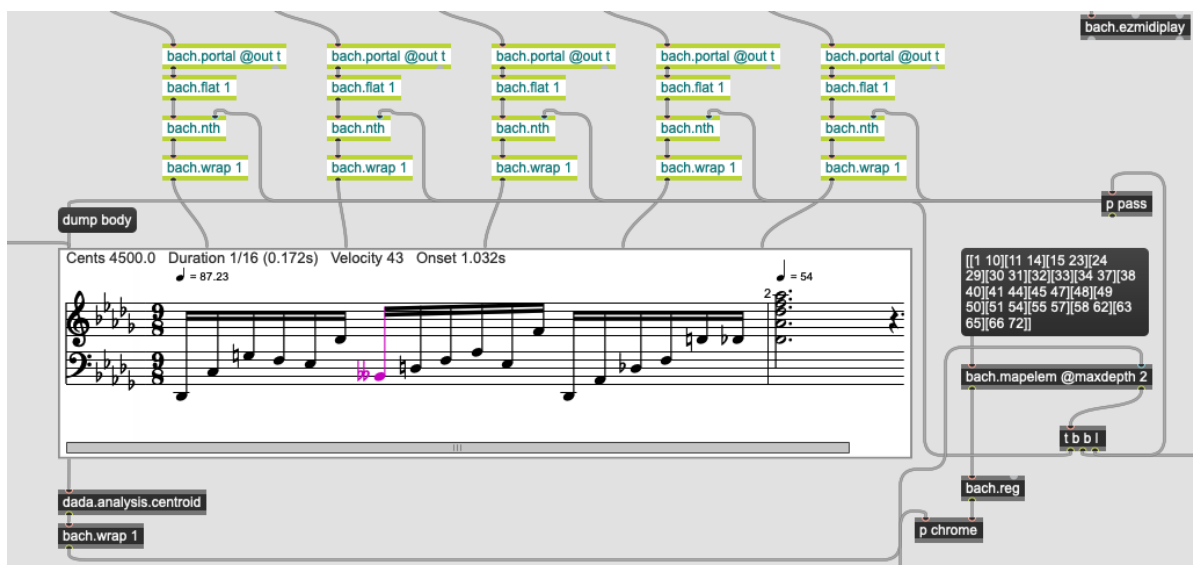 bach.ezmidiplay
bach.portal @out t
bach.portal @out t
bach.portal @out t
bach.portal @out t
bach.portal @out t
bach.flat 1
bach.flat 1
bach.flat 1
bach.flat 1
bach.flat 1
bach.nth
bach.nth
bach.nth
bach.nth
bach.nth
bach.wrap 1
bach.wrap 1
bach.wrap 1
bach.wrap 1
bach.wrap 1
p pass
dump body
Cents 4500.0 Duration 1/16 (0.172s) Velocity 43 Onset 1.032s
= 87.23
= 54
2
9
8
9
8
[[1 10][11 14][15 23][24
29][30 31][32][33][34 37][38
40][41 44][45 47][48][49
50][51 54][55 57][58 62][63
65][66 72]]
bach.mapelem @maxdepth 2
t b b l
bach.reg
p chrome
dada.analysis.centroid
bach.wrap 1